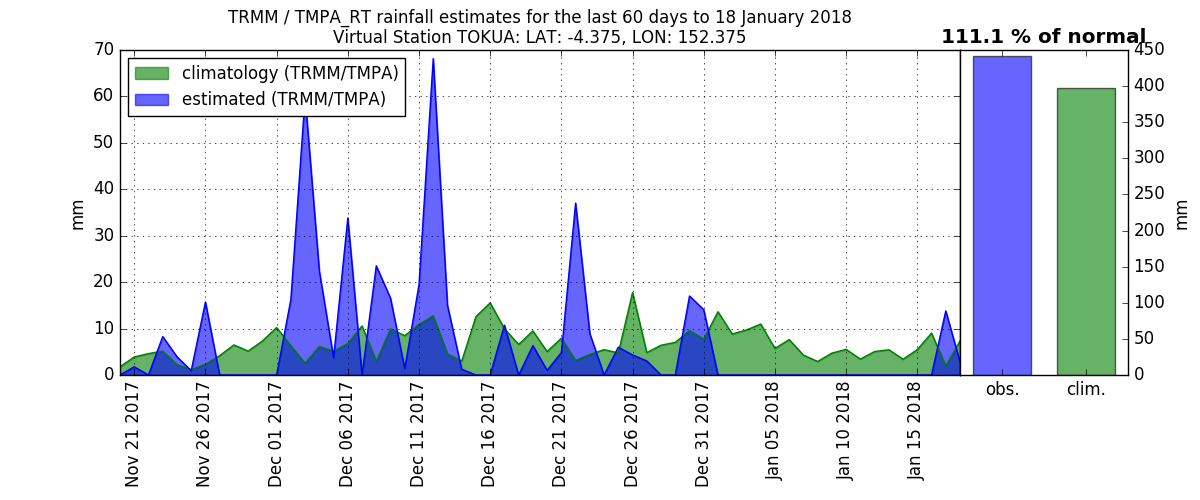 TRMM / TMPA_RT rainfall estimates for the last 60 days to 18 January 2018
Virtual Station TOKUA: LAT: -4.375, LON: 152.375
111.1 % of normal
climatology (TRMM/TMPA)
estimated (TRMM/TMPA)
70
60
50
40
30
20
10
0
mm
450
400
350
300
250
200
150
100
50
0
mm
Nov 21 2017
Nov 26 2017
Dec 01 2017
Dec 06 2017
Dec 11 2017
Dec 16 2017
Dec 21 2017
Dec 26 2017
Dec 31 2017
Jan 05 2018
Jan 10 2018
Jan 15 2018
obs.
clim.